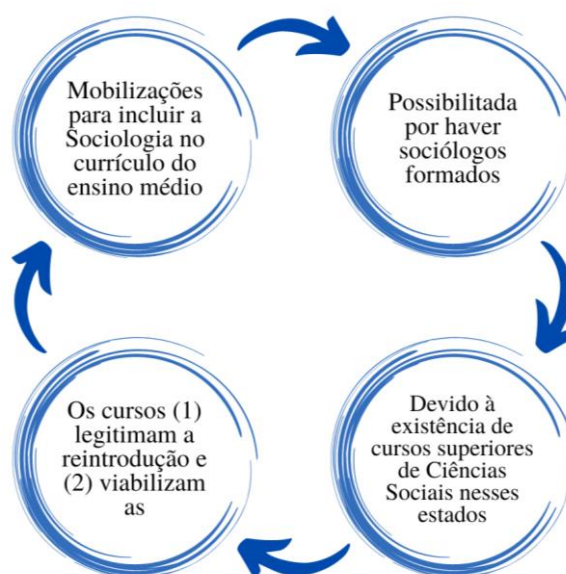 Mobilizações
para incluir a
Sociologia no
currículo do
ensino médio
Possibilitada
por haver
sociólogos
formados
Devido à
existência de
cursos superiores
de Ciências
Sociais nesses
estados
Os cursos (1)
legitimam a
reintrodução e
(2) viabilizam
as